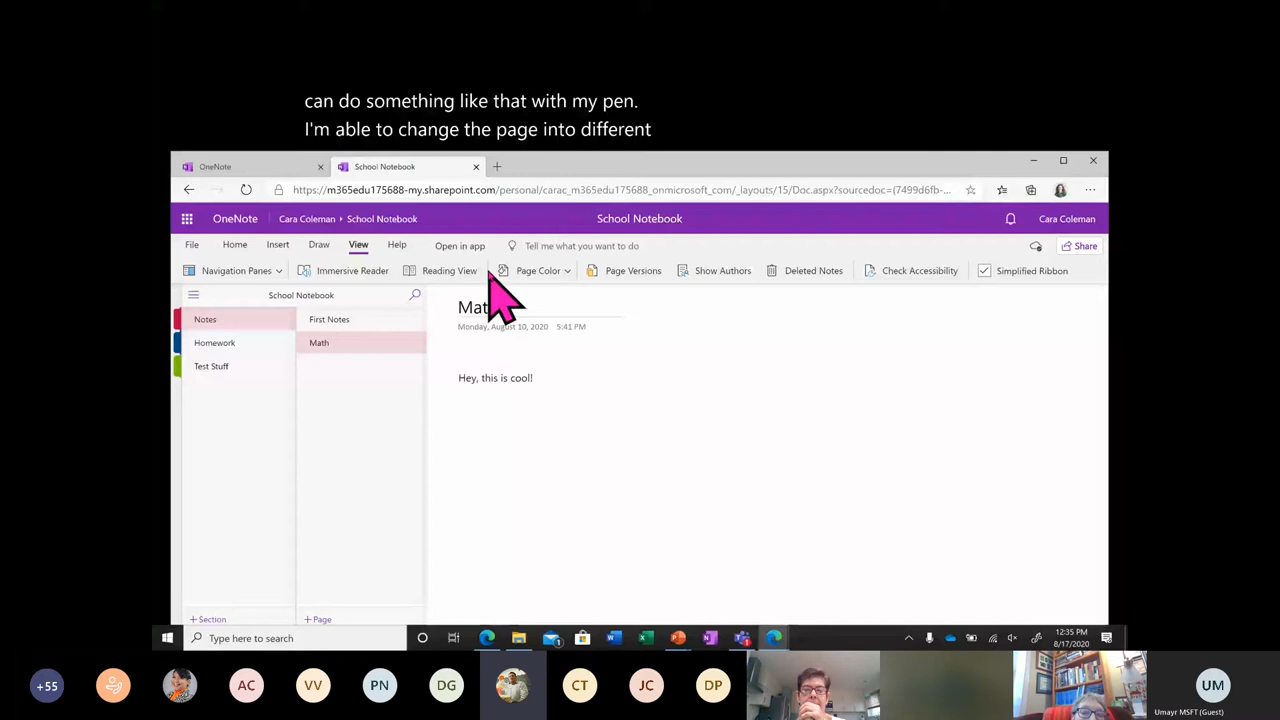 can do something like that with my pen.
I'm able to change the page into different
OneNote School Notebook
https://m365edu175688-my.sharepoint.com/personal/carac_m365edu175688_onmicrosoft_com/_layouts/15/Doc.aspx?sourcedoc=(7499d6fb-...
OneNote Cara Coleman › School Notebook School Notebook Cara Coleman
File Home Insert Draw View Help Open in app Tell me what you want to do Share
Navigation Panes Immersive Reader Reading View Page Color Page Versions Show Authors Deleted Notes Check Accessibility Simplified Ribbon
School Notebook
Notes
Homework
Test Stuff
First Notes
Math
Mat
Monday, August 10, 2020 5:41 PM
Hey, this is cool!
+ Section + Page
Type here to search
12:35 PM
8/17/2020
+55 AC VV PN DG CT JC DP UM
Umayr MSFT (Guest)